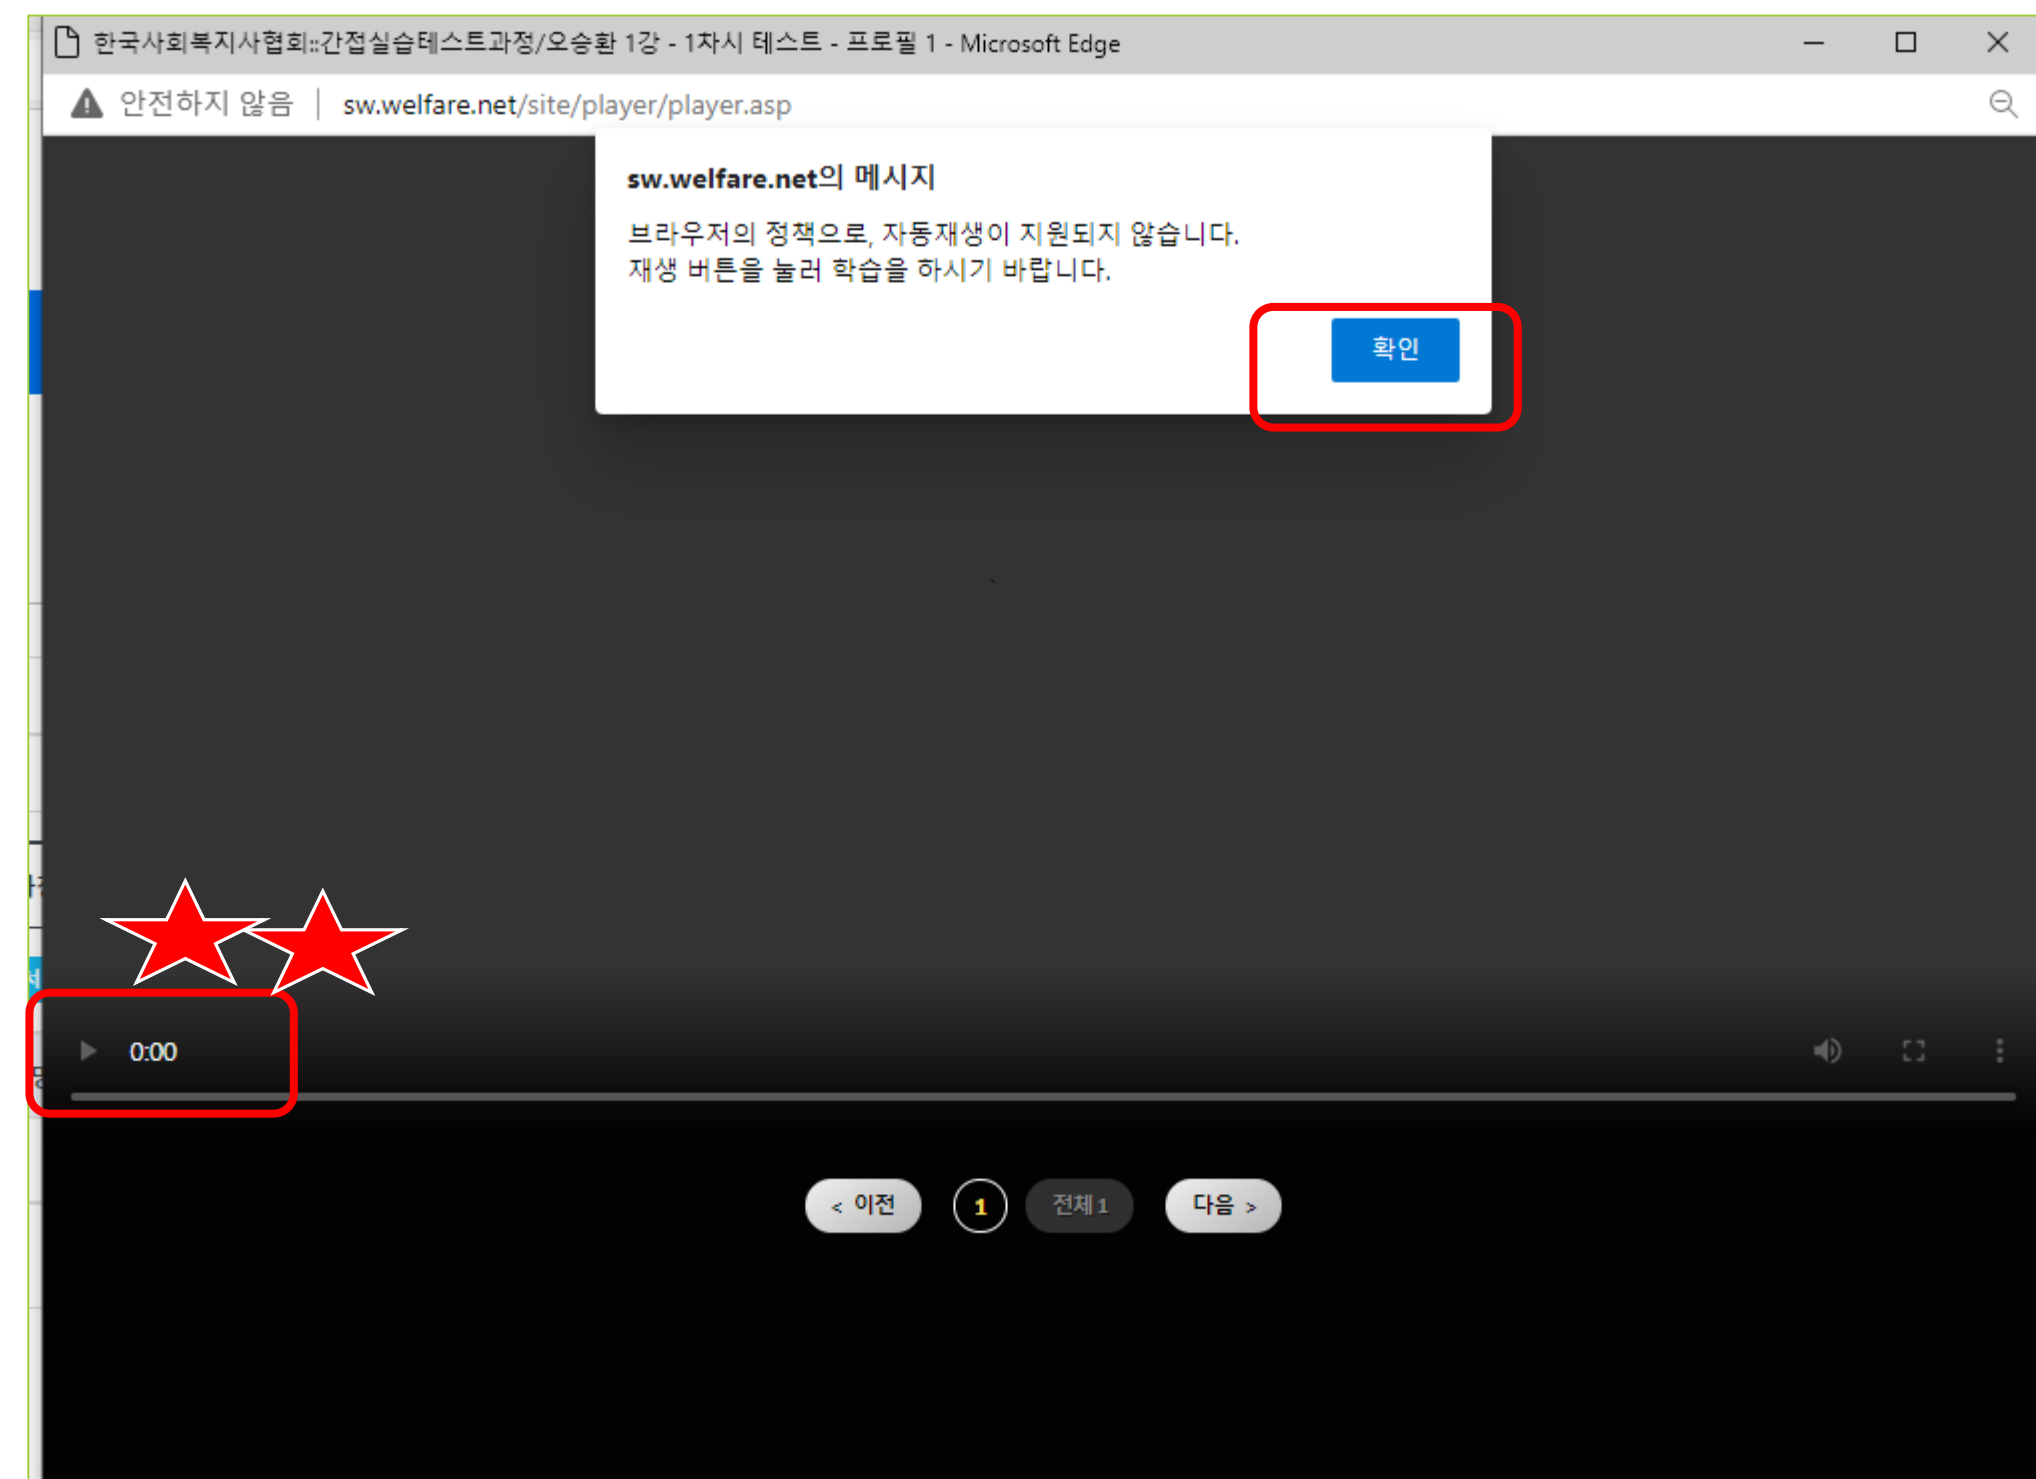 한국사회복지사협회::간접실습테스트과정/오승환 1강 - 1차시 테스트 - 프로필 1 - Microsoft Edge
안전하지 않음 | sw.welfare.net/site/player/player.asp
sw.welfare.net의 메시지
브라우저의 정책으로, 자동재생이 지원되지 않습니다.
재생 버튼을 눌러 학습을 하시기 바랍니다.
확인
0:00
< 이전 1 전체 1 다음 >